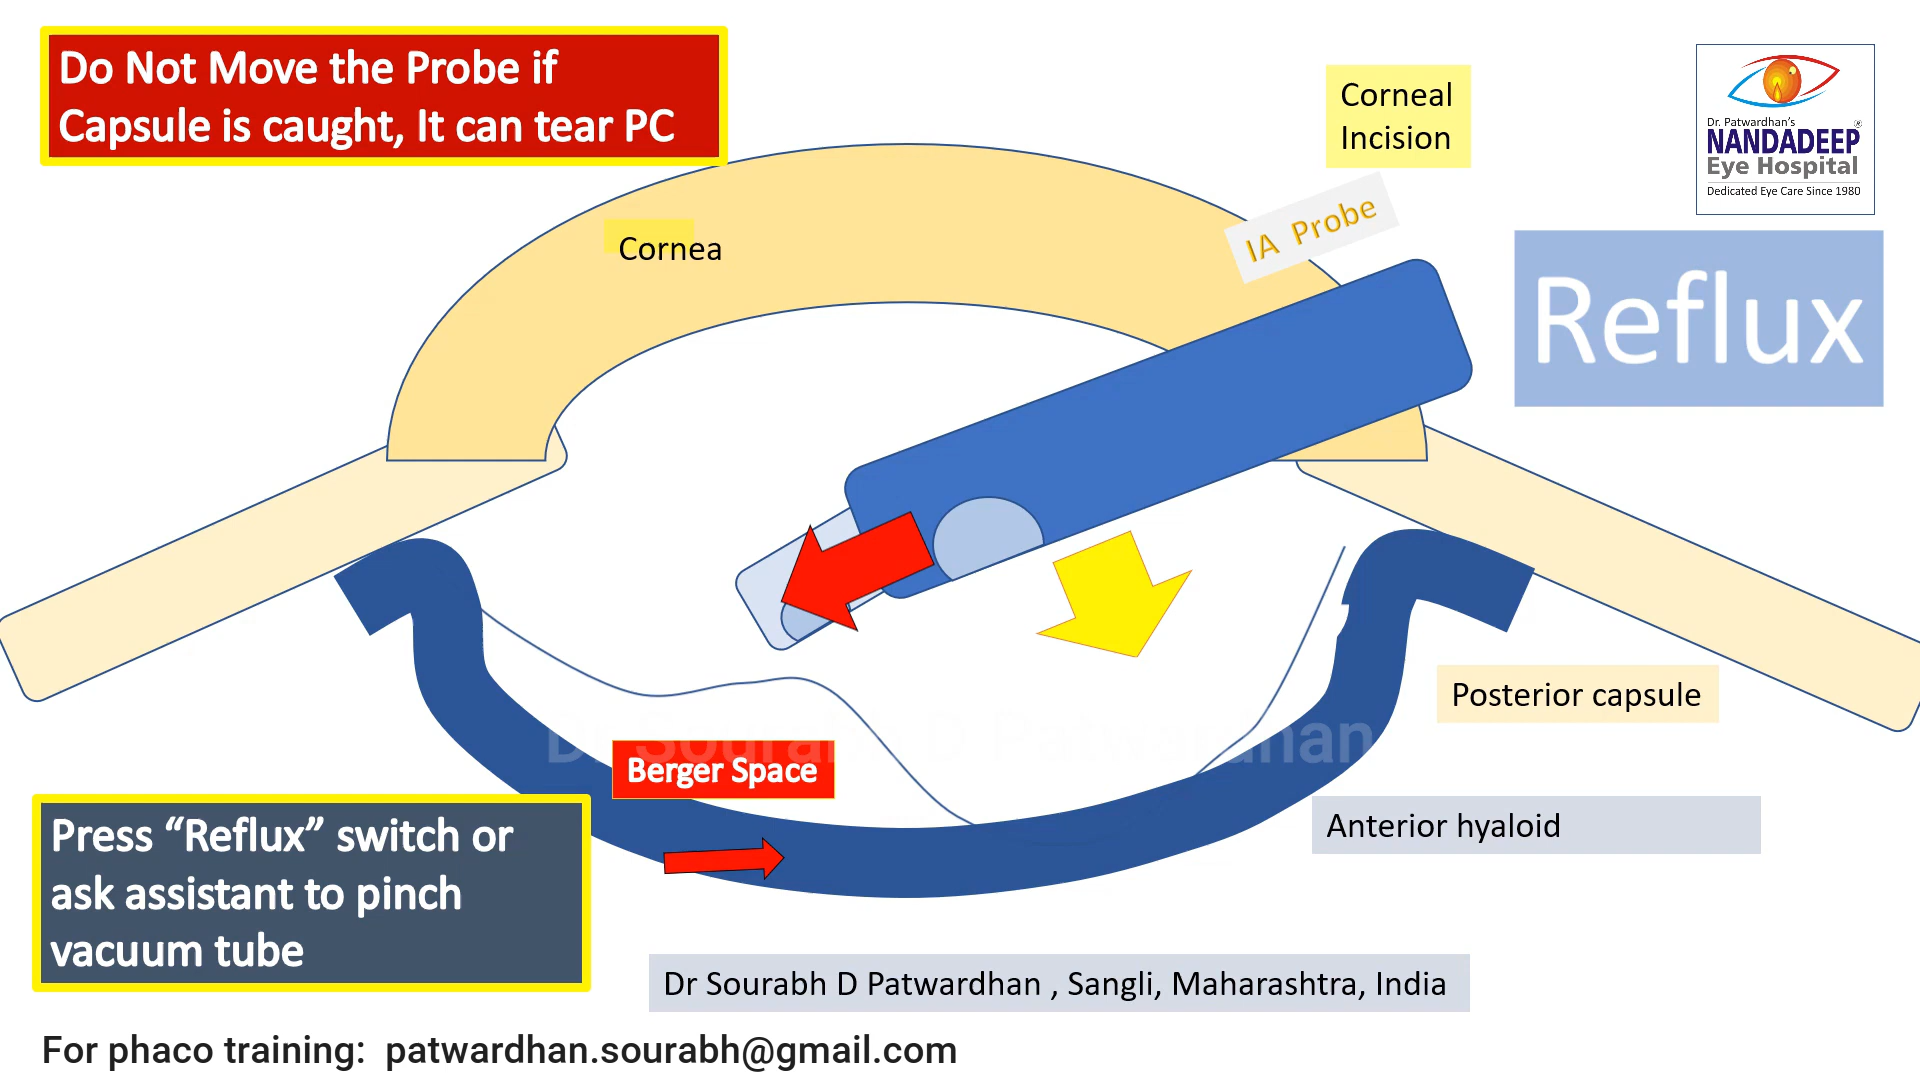 Do Not Move the Probe if
Capsule is caught, It can tear PC
Corneal
Incision
Dr. Patwardhan's
NANDADEEP
Eye Hospital
Dedicated Eye Care Since 1980
IA Probe
Cornea
Reflux
Posterior capsule
Dr Sourabh D Patwardhan
Berger Space
Anterior hyaloid
Press “Reflux” switch or
ask assistant to pinch
vacuum tube
Dr Sourabh D Patwardhan , Sangli, Maharashtra, India
For phaco training: patwardhan.sourabh@gmail.com